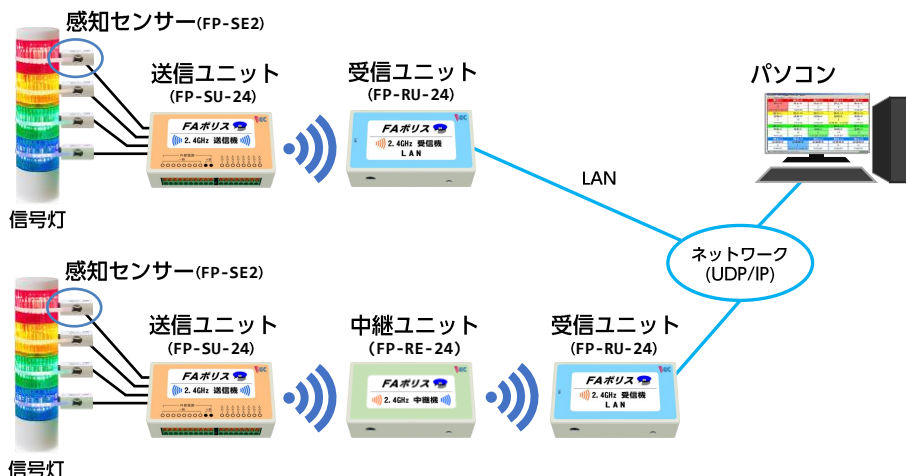 感知センサー(FP-SE2)
送信ユニット
(FP-SU-24)
受信ユニット
(FP-RU-24)
パソコン
FAポリス
2.4GHz 送信機
FAポリス
2.4GHz 受信機
LAN
LAN
信号灯
ネットワーク
(UDP/IP)
感知センサー(FP-SE2)
送信ユニット
(FP-SU-24)
中継ユニット
(FP-RE-24)
受信ユニット
(FP-RU-24)
FAポリス
2.4GHz 送信機
FAポリス
2.4GHz 中継機
FAポリス
2.4GHz 受信機
LAN
信号灯